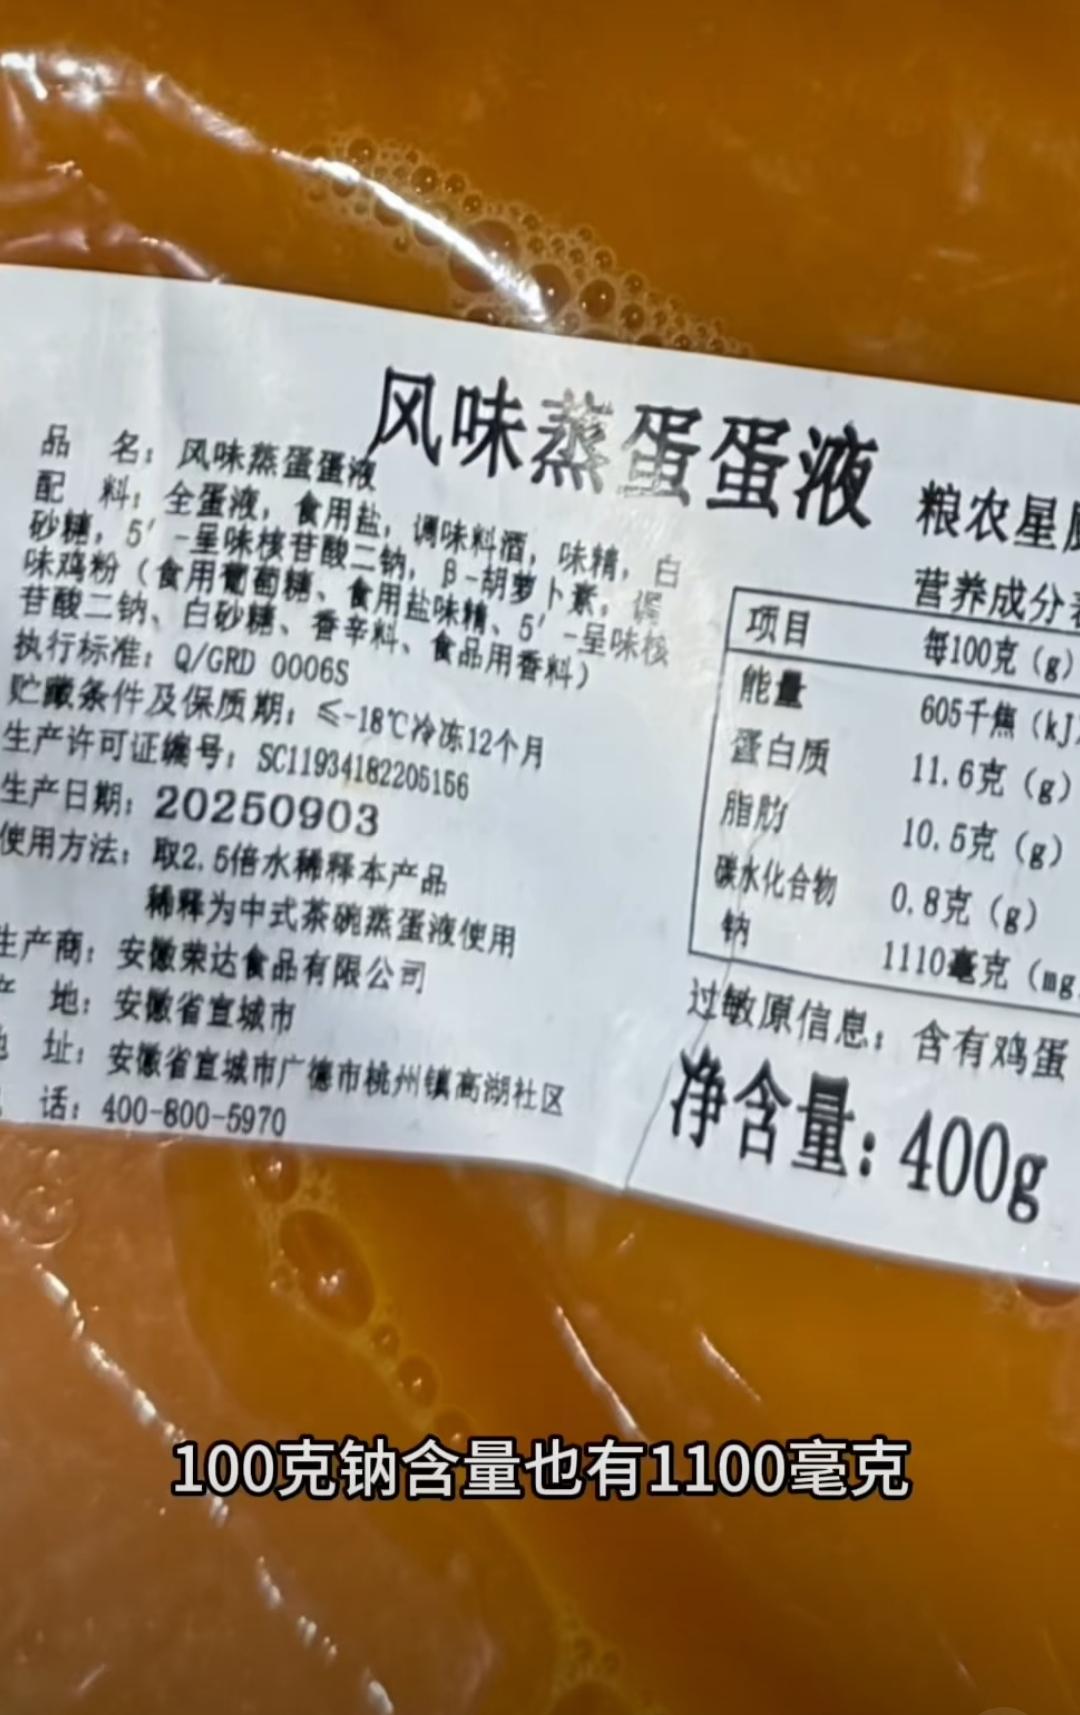 风味蒸蛋蛋液
品 名：风味蒸蛋蛋液
配 料：全蛋液，食用盐，调味料酒，味精，白
砂糖，5′-呈味核苷酸二钠，β-胡萝卜素，调
味鸡粉（食用葡萄糖、食用盐味精、5′-呈味核
苷酸二钠、白砂糖、香辛料、食品用香料）
执行标准：Q/GRD 0006S
贮藏条件及保质期：≤-18℃冷冻12个月
生产许可证编号：SC11934182205156
生产日期：20250903
使用方法：取2.5倍水稀释本产品
稀释为中式茶碗蒸蛋液使用
生产商：安徽荣达食品有限公司
产 地：安徽省宣城市
地 址：安徽省宣城市广德市桃州镇高湖社区
话：400-800-5970
粮农星
营养成分表
项目 每100克（g）
能量 605千焦（kJ
蛋白质 11.6克（g）
脂肪 10.5克（g）
碳水化合物 0.8克（g）
钠 1110毫克（mg
过敏原信息：含有鸡蛋
净含量：400g
100克钠含量也有1100毫克